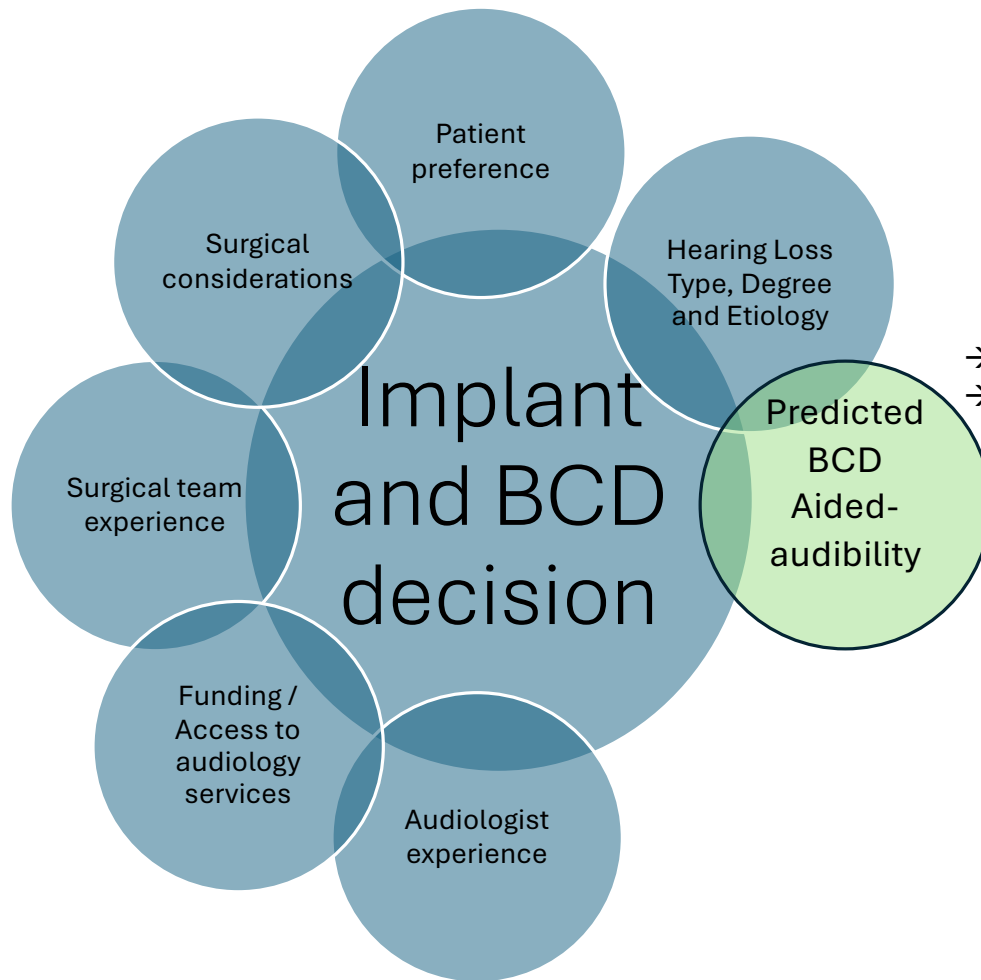 Patient
preference
Surgical
considerations
Hearing Loss
Type, Degree
and Etiology
→
→
Implant
and BCD
decision
Predicted
BCD
Aided-
audibility
Surgical team
experience
Funding /
Access to
audiology
services
Audiologist
experience